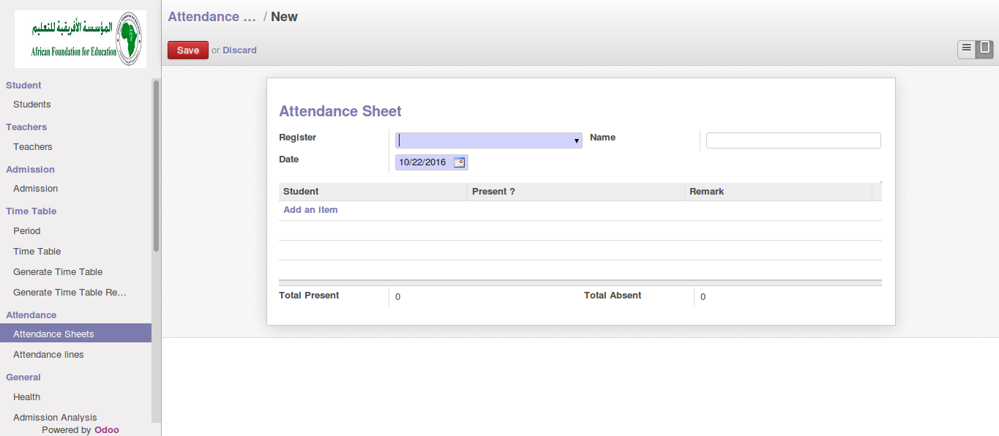 المؤسسة الأفريقية للتعليم
African Foundation for Education
Student
Students
Teachers
Teachers
Admission
Admission
Time Table
Period
Time Table
Generate Time Table
Generate Time Table Re...
Attendance
Attendance Sheets
Attendance lines
General
Health
Admission Analysis
Powered by Odoo
Attendance ... / New
Save or Discard
Attendance Sheet
Register
Name
Date 10/22/2016
Student Present ? Remark
Add an item
Total Present 0 Total Absent 0